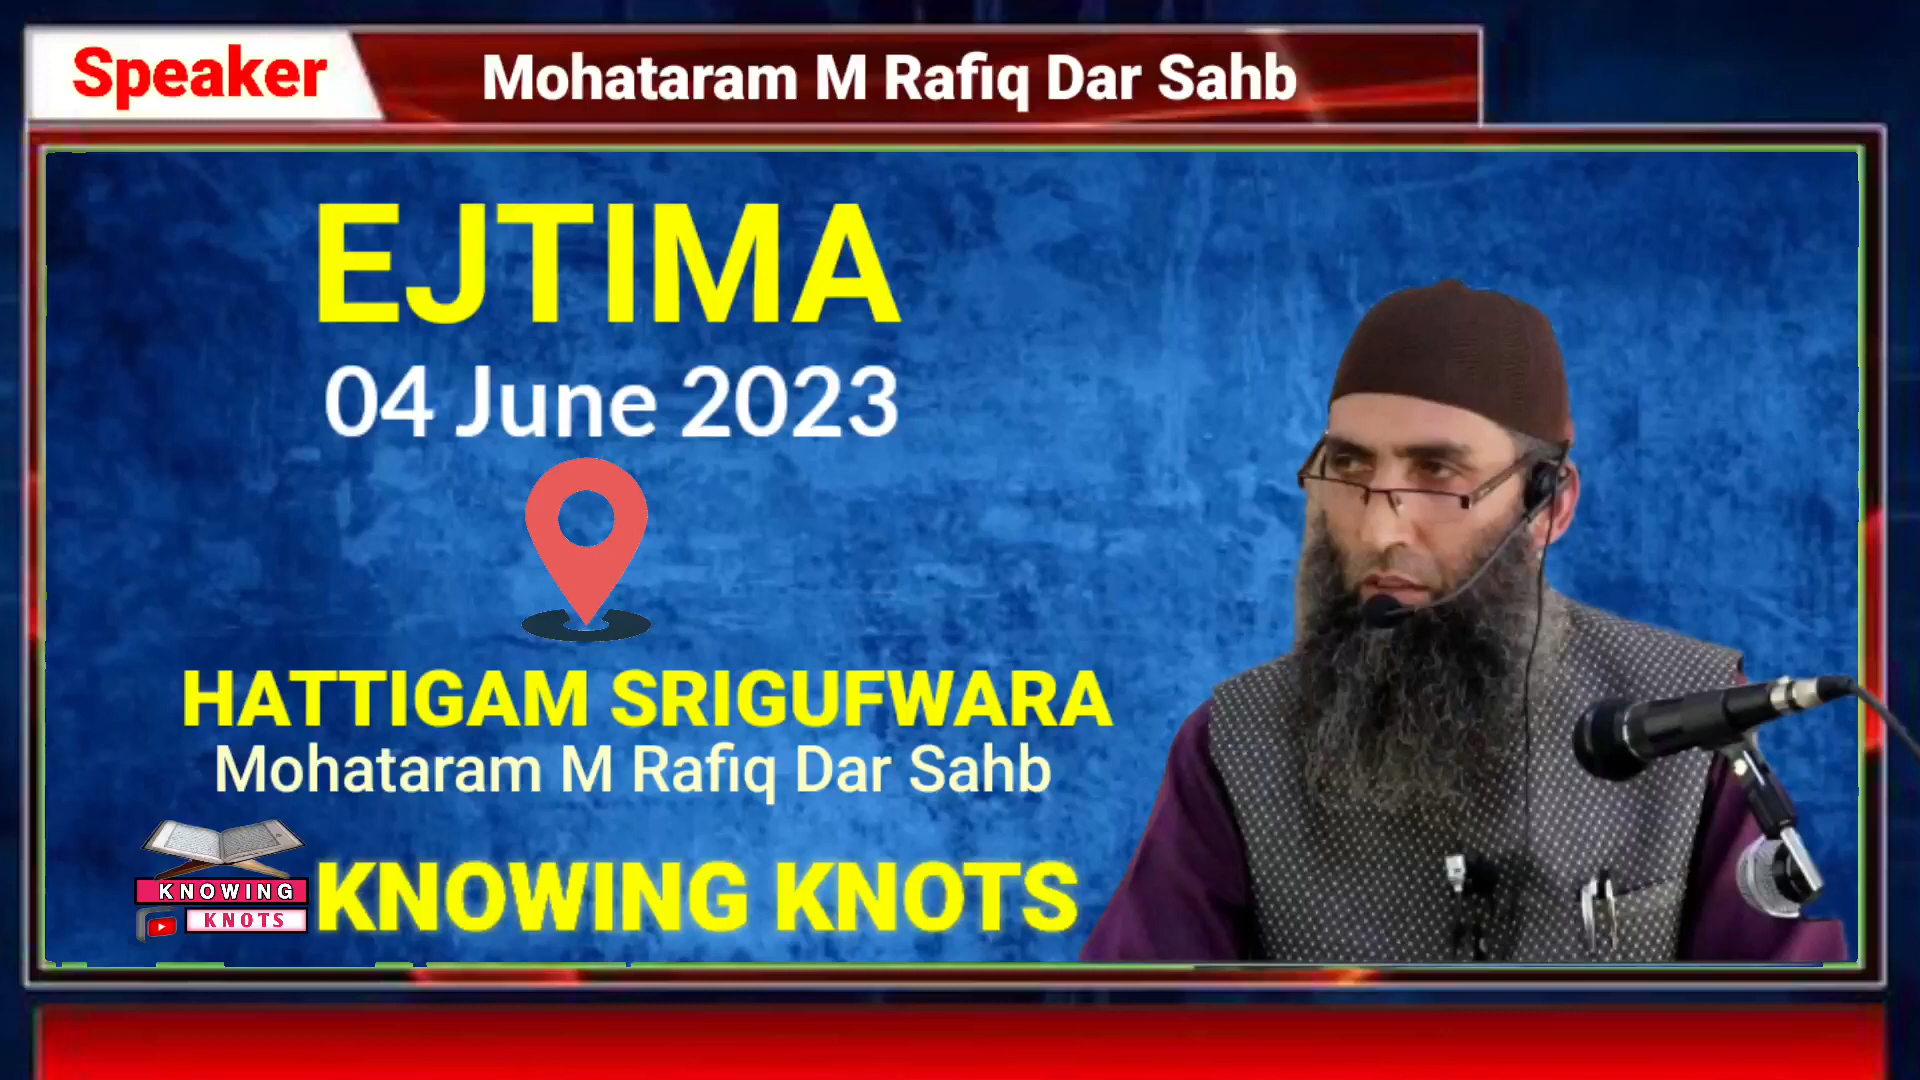 Speaker
Mohataram M Rafiq Dar Sahb
EJTIMA
04 June 2023
HATTIGAM SRIGUFWARA
Mohataram M Rafiq Dar Sahb
KNOWING
KNOTS
KNOWING KNOTS